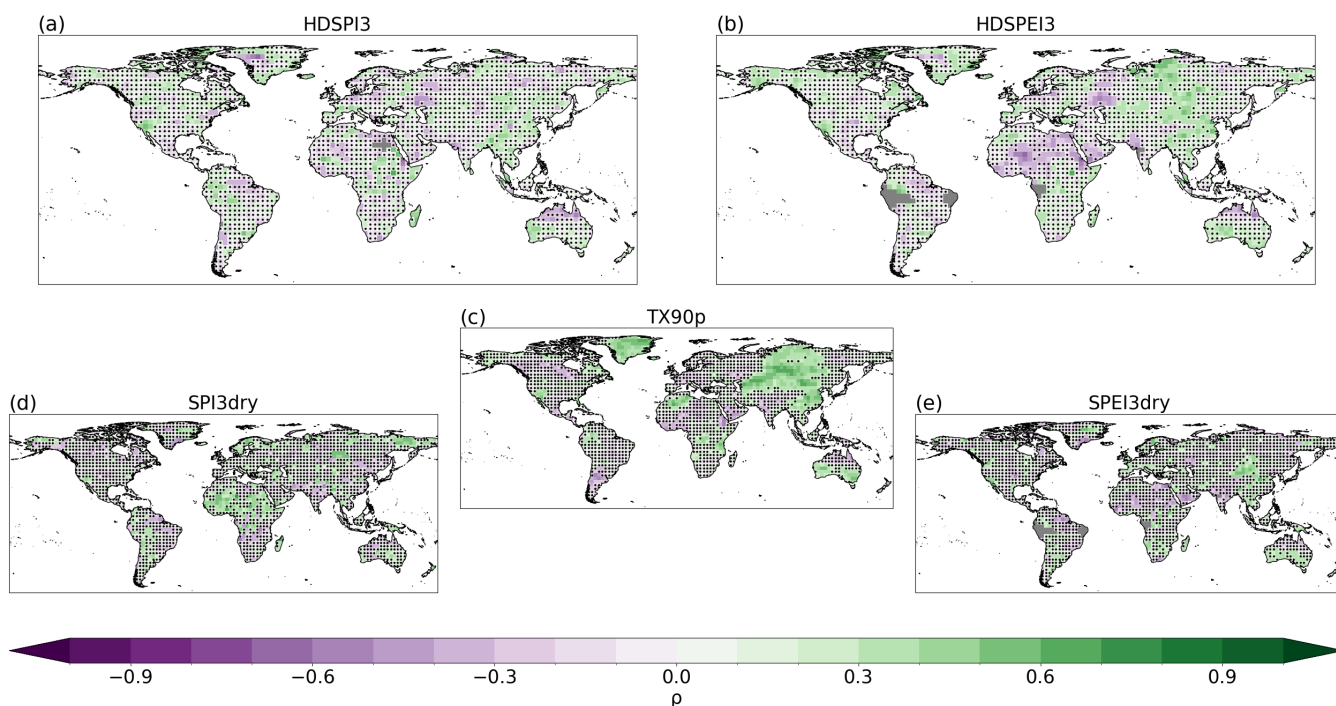 (a) HDSPI3
(b) HDSPEI3
(c) TX90p
(d) SPI3dry
(e) SPEI3dry
−0.9 −0.6 −0.3 0.0 0.3 0.6 0.9
ρ